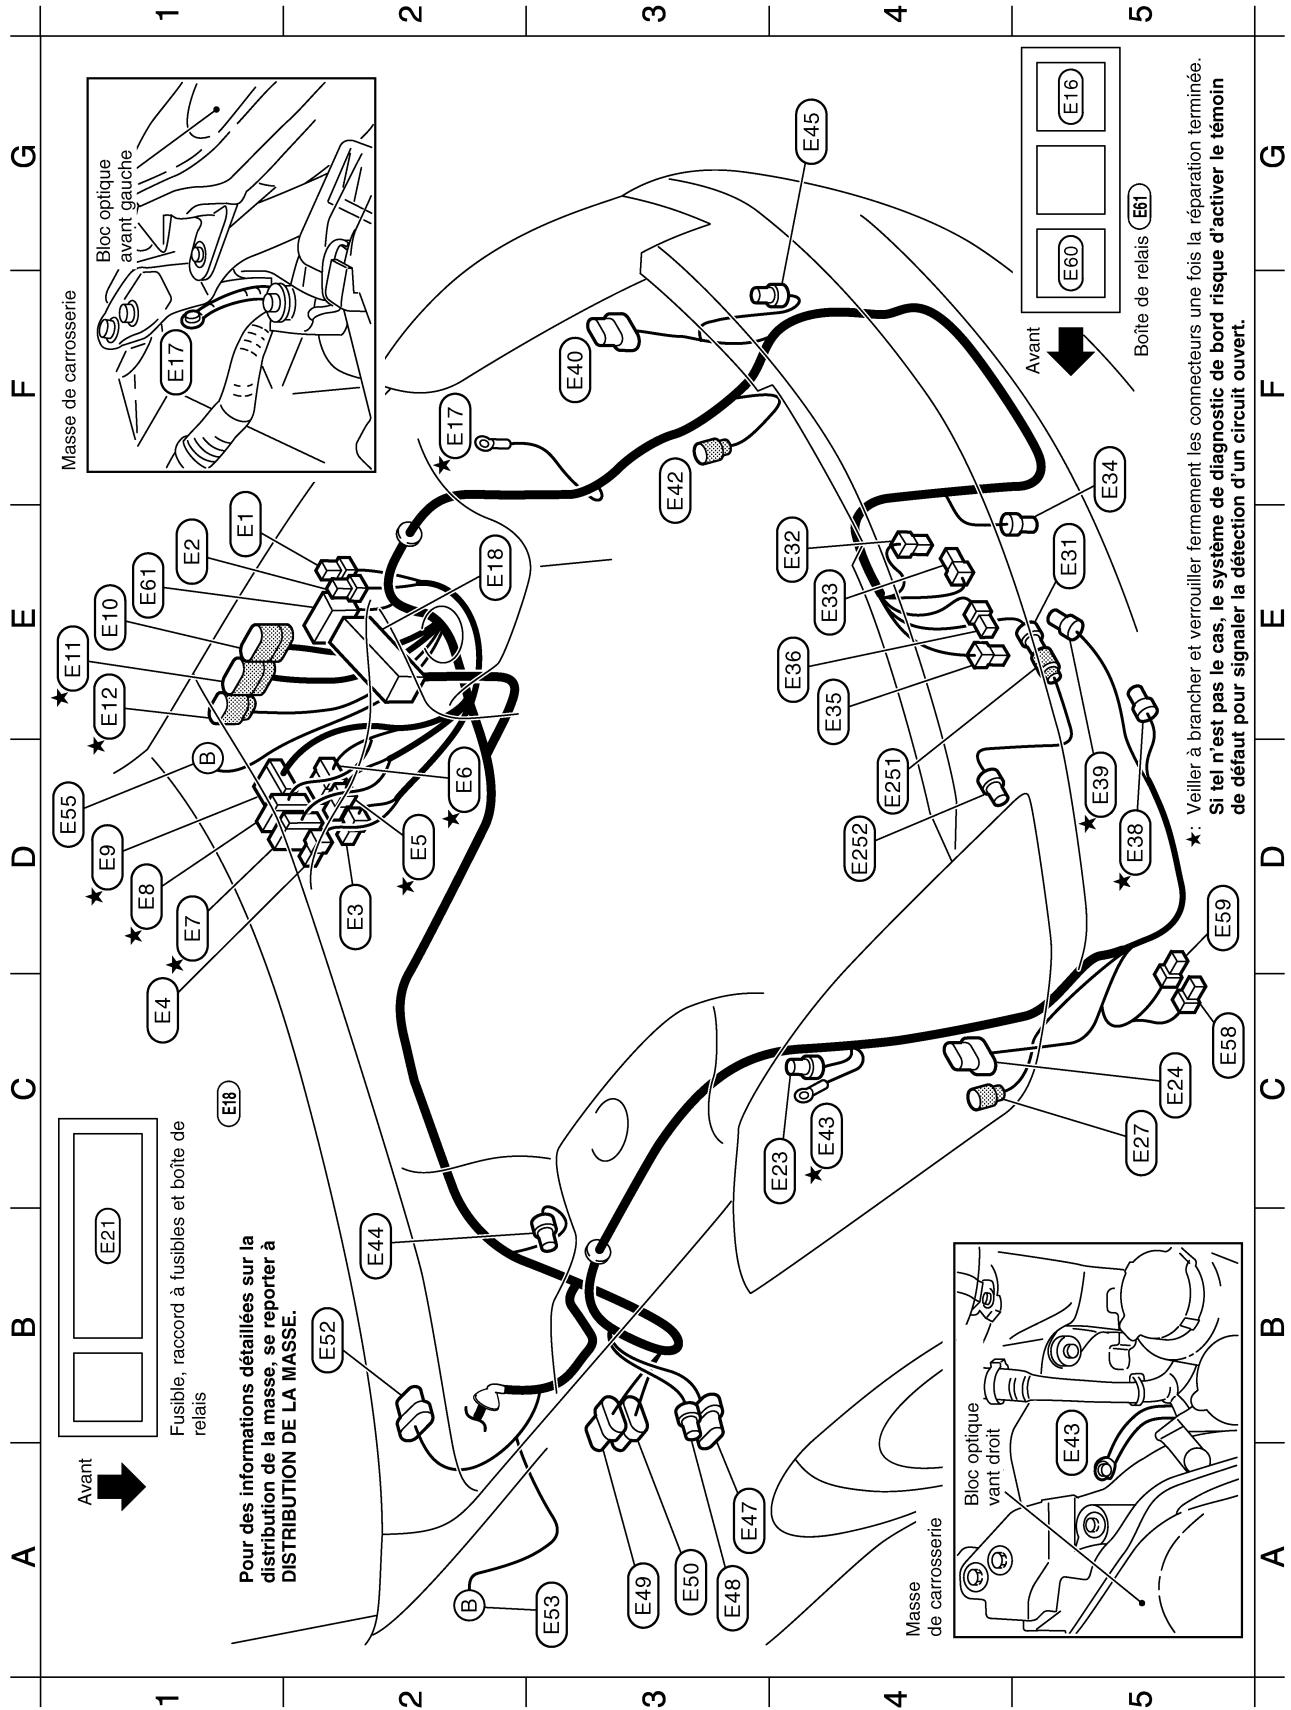 1
2
3
4
5
G
F
E
D
C
B
A
G
F
E
D
C
B
A
1
2
3
4
5
Masse de carrosserie
Bloc optique
avant gauche
E17
E1
E2
E61
E10
E11
★
E12
★
E55
E9
★
E8
★
E7
★
E4
E3
E5
★
E6
★
E18
E17
★
E40
E42
E45
E32
E33
E36
E35
E31
E34
E251
E252
E39
★
E38
★
E59
E58
E24
E27
E23
E43
★
E44
E52
E49
E50
E48
E47
E53
B
B
Avant
E60
E16
Boîte de relais E61
★: Veiller à brancher et verrouiller fermement les connecteurs une fois la réparation terminée.
Si tel n'est pas le cas, le système de diagnostic de bord risque d'activer le témoin
de défaut pour signaler la détection d'un circuit ouvert.
Avant
E21
Fusible, raccord à fusibles et boîte de
relais
E18
Pour des informations détaillées sur la
distribution de la masse, se reporter à
DISTRIBUTION DE LA MASSE.
Masse
de carrosserie
Bloc optique
vant droit
E43